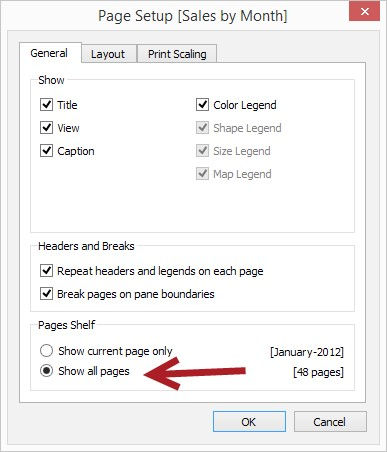 Page Setup [Sales by Month]
General Layout Print Scaling
Show
Title Color Legend
View Shape Legend
Caption Size Legend
Map Legend
Headers and Breaks
Repeat headers and legends on each page
Break pages on pane boundaries
Pages Shelf
Show current page only [January-2012]
Show all pages [48 pages]
OK Cancel